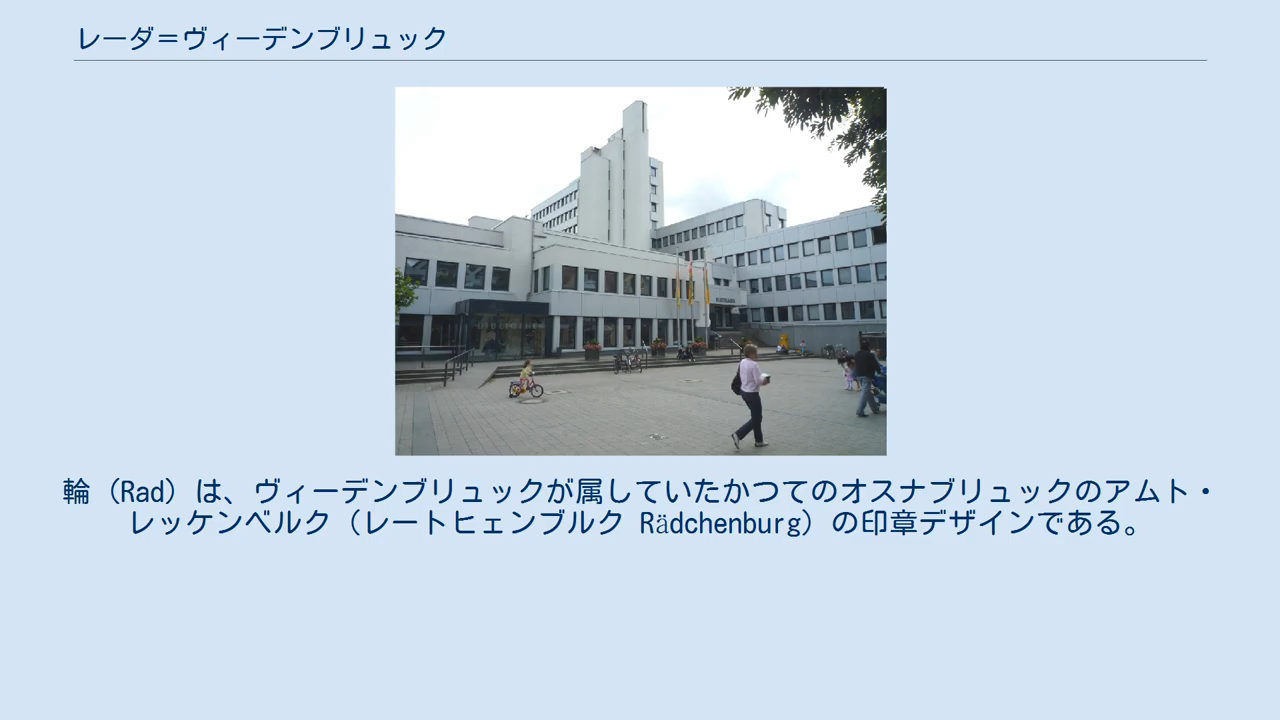 レーダ＝ヴィーデンブリュック
BIBLIOTHEK
輪（Rad）は、ヴィーデンブリュックが属していたかつてのオスナブリュックのアムト・
レッケンベルク（レートヒェンブルク Rädchenburg）の印章デザインである。